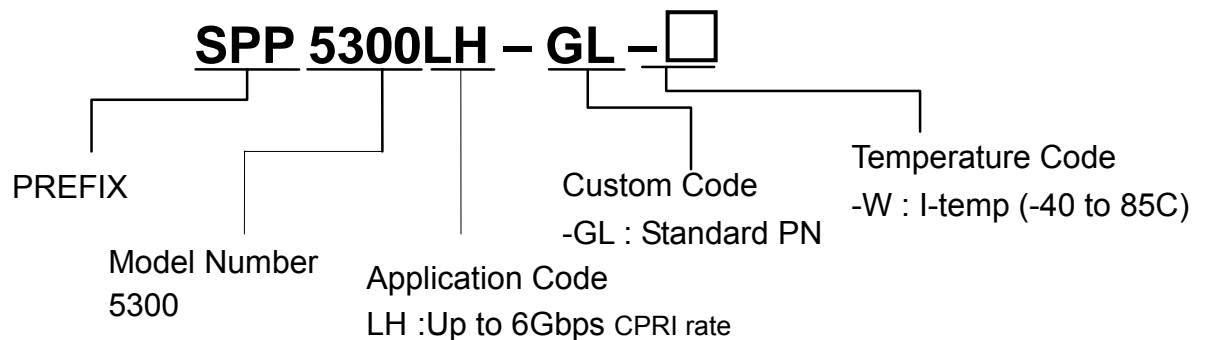 SPP 5300LH – GL – □
PREFIX
Model Number
5300
Application Code
LH :Up to 6Gbps CPRI rate
Custom Code
-GL : Standard PN
Temperature Code
-W : I-temp (-40 to 85C)